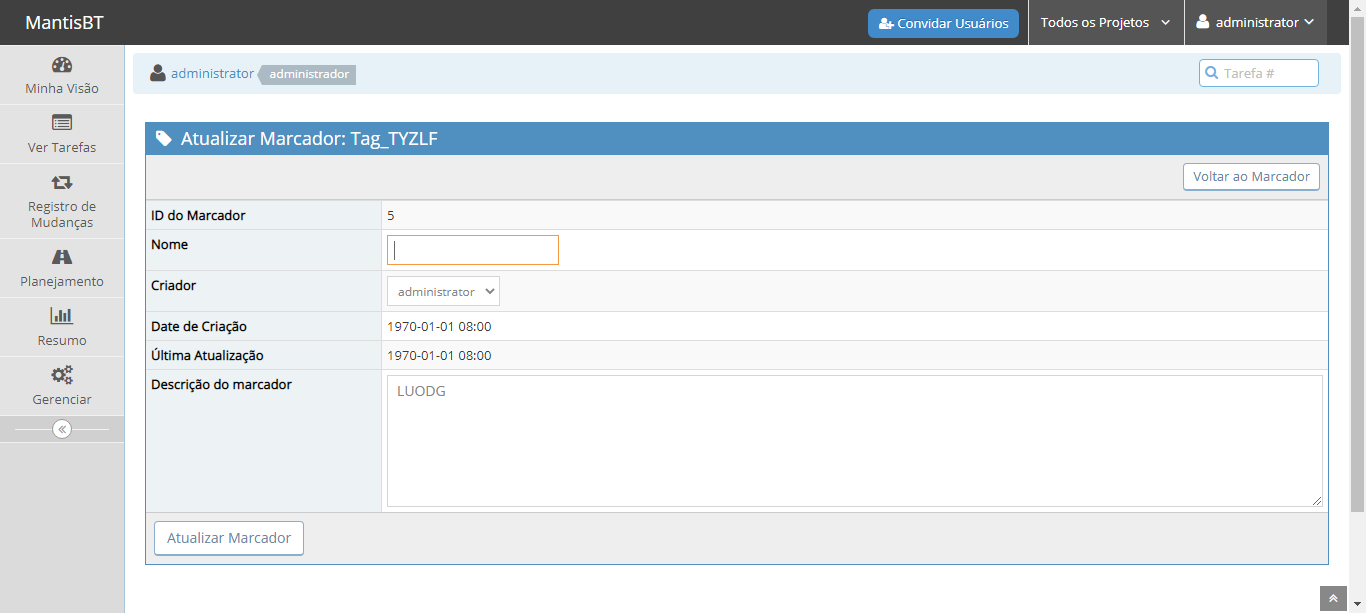 MantisBT
Convidar Usuários
Todos os Projetos
administrator
Minha Visão
Ver Tarefas
Registro de
Mudanças
Planejamento
Resumo
Gerenciar
administrator administrador
Tarefa #
Atualizar Marcador: Tag_TYZLF
Voltar ao Marcador
ID do Marcador 5
Nome
Criador administrator
Date de Criação 1970-01-01 08:00
Última Atualização 1970-01-01 08:00
Descrição do marcador LUODG
Atualizar Marcador